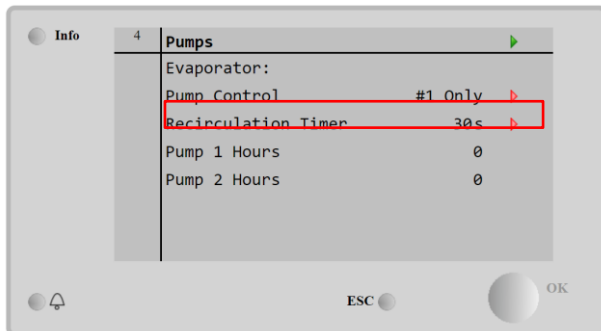 Info
4 Pumps
Evaporator:
Pump Control #1 Only
Recirculation Timer 30s
Pump 1 Hours 0
Pump 2 Hours 0
ESC OK